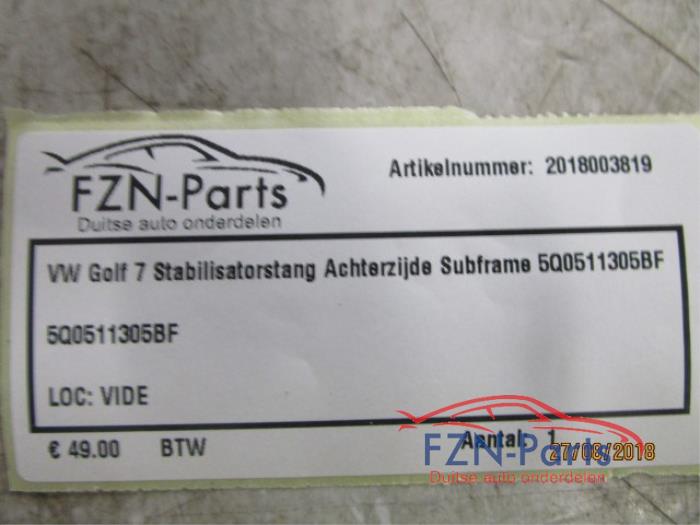 FZN-Parts
Duitse auto onderdelen
Artikelnummer: 2018003819
VW Golf 7 Stabilisatorstang Achterzijde Subframe 5Q0511305BF
5Q0511305BF
LOC: VIDE
€ 49.00 BTW Aantal: 1
27/08/2018
FZN-Parts
Duitse auto onderdelen